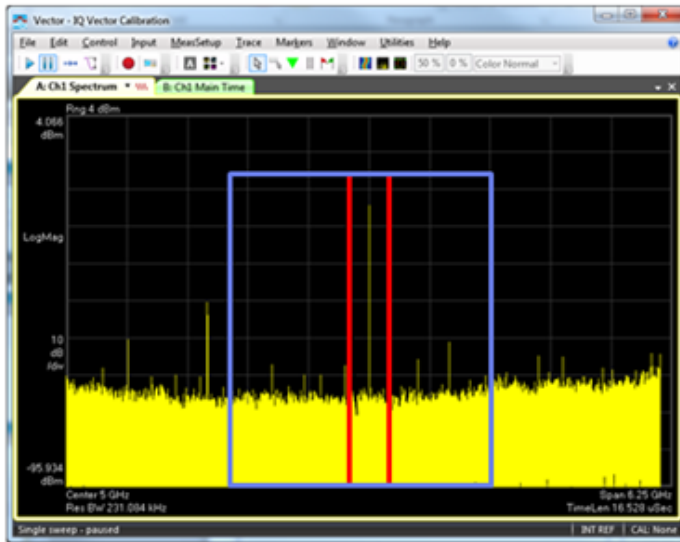 Vector - IQ Vector Calibration
File Edit Control Input MeasSetup Trace Markers Window Utilities Help
50 % 0 % Color Normal
A: Ch1 Spectrum * B: Ch1 Main Time
Rng 4 dBm
4.066
dBm
LogMag
10
dB
/div
-95.934
dBm
Center 5 GHz Span 6.25 GHz
Res BW 231.084 kHz TimeLen 16.528 uSec
Single sweep - paused INT REF CAL: None